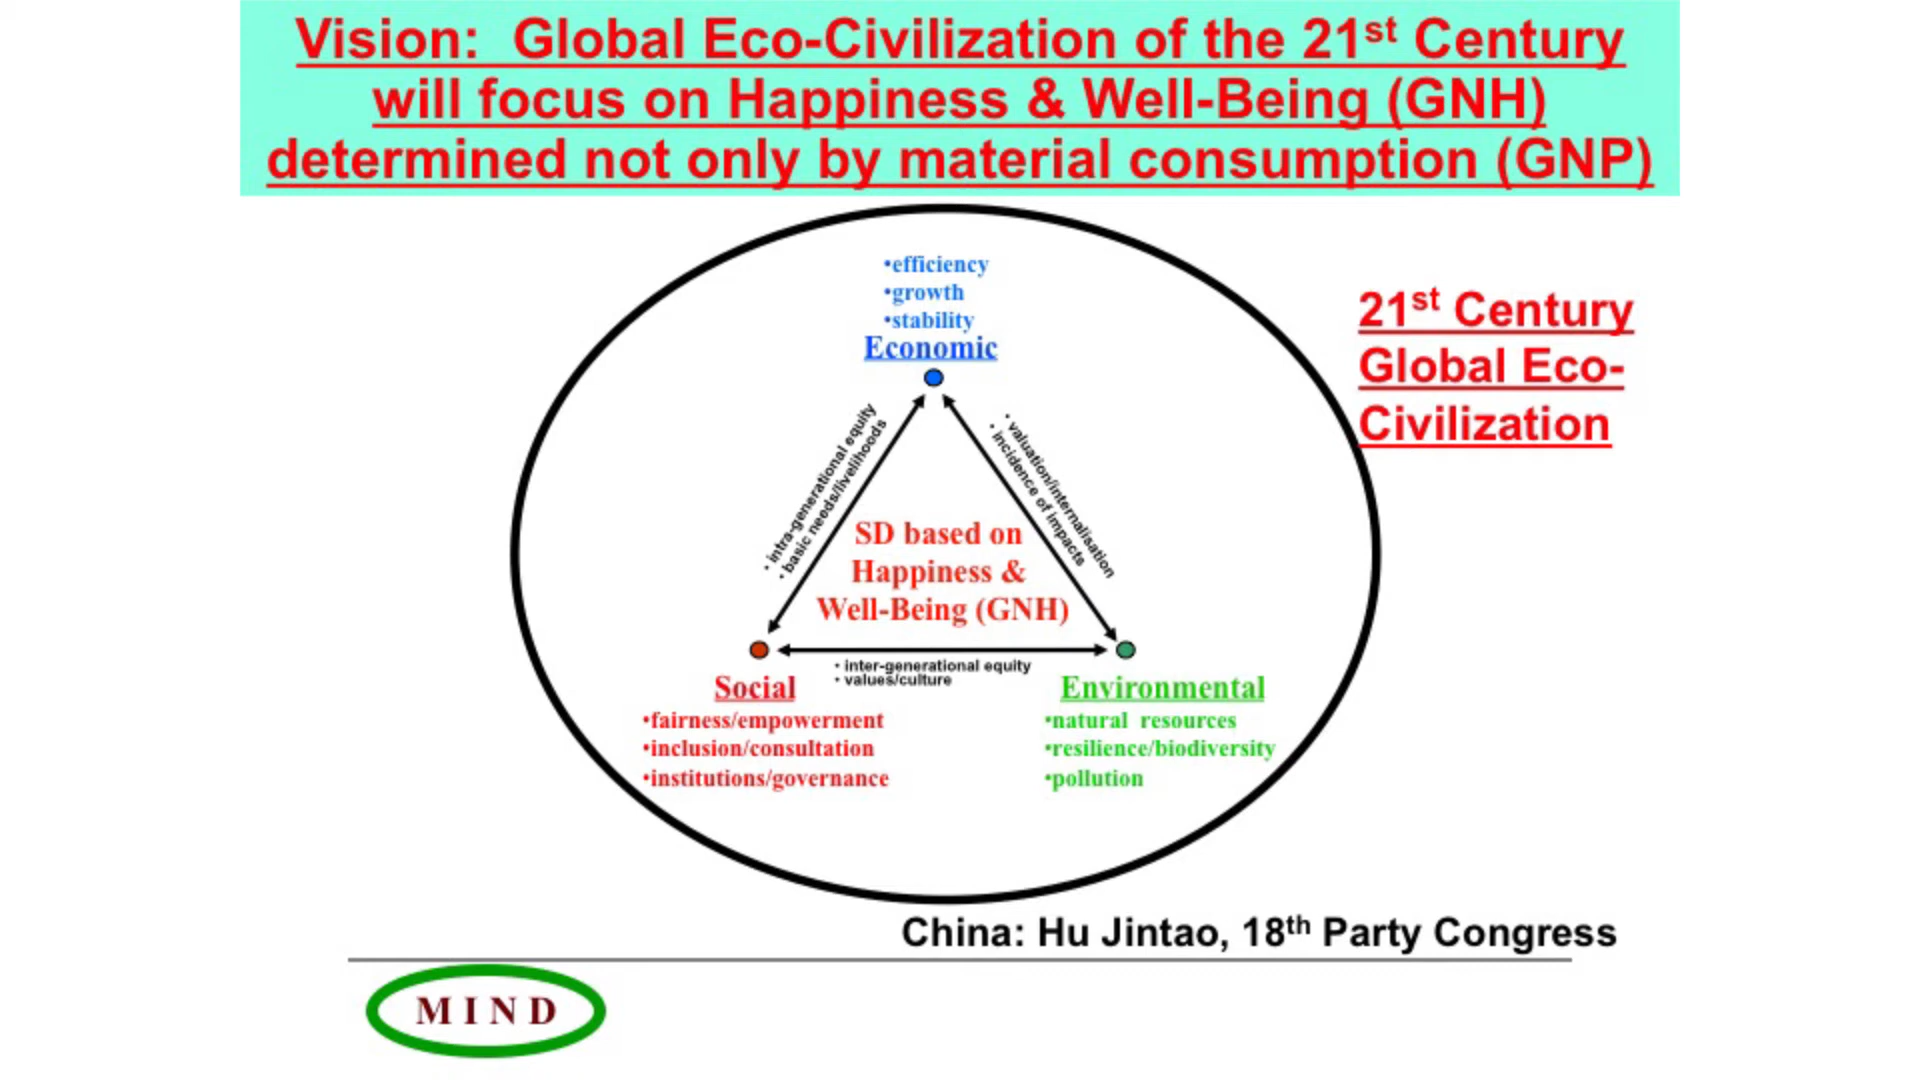 Vision:  Global Eco-Civilization of the 21st Century
will focus on Happiness & Well-Being (GNH)
determined not only by material consumption (GNP)
•efficiency
•growth
•stability
Economic
21st Century
Global Eco-
Civilization
• intra-generational equity
• basic needs/livelihoods
• valuation/internalisation
• incidence of impacts
SD based on
Happiness &
Well-Being (GNH)
• inter-generational equity
• values/culture
Social
•fairness/empowerment
•inclusion/consultation
•institutions/governance
Environmental
•natural  resources
•resilience/biodiversity
•pollution
China: Hu Jintao, 18th Party Congress
M I N D